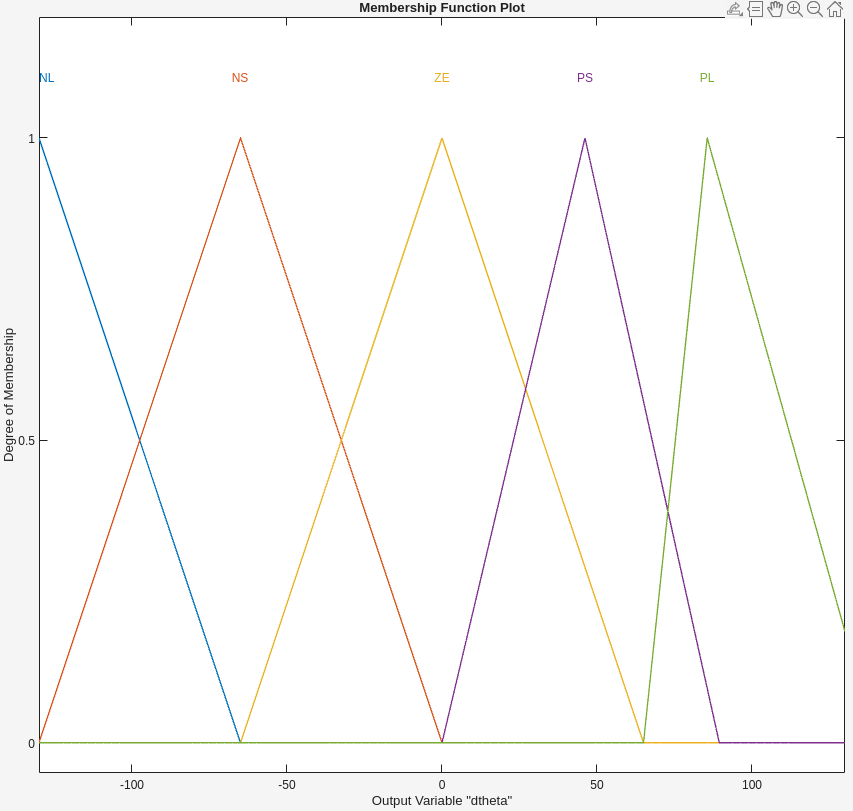 Membership Function Plot
NL NS ZE PS PL
1
Degree of Membership
0.5
0
-100 -50 0 50 100
Output Variable "dtheta"